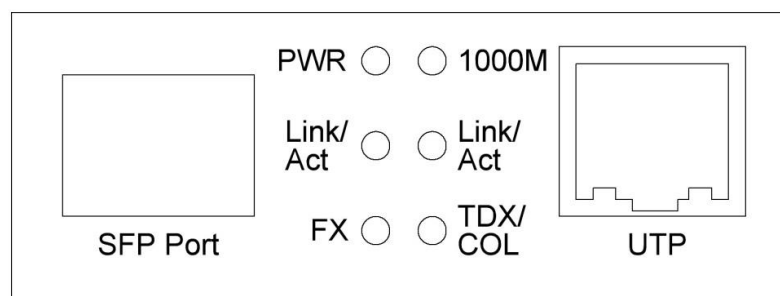 PWR
1000M
Link/
Act
Link/
Act
FX
TDX/
COL
SFP Port
UTP